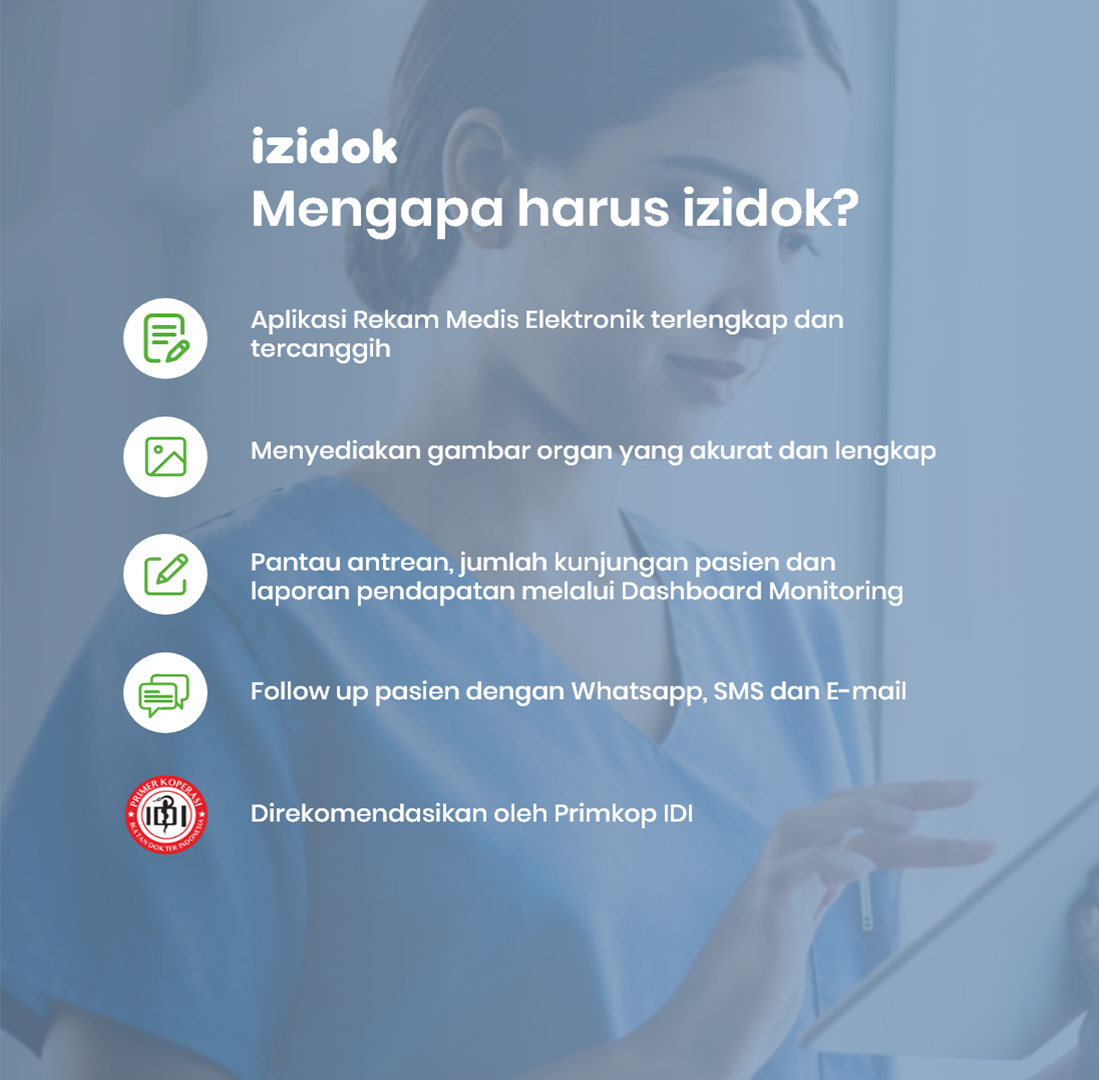 izidok
Mengapa harus izidok?
Aplikasi Rekam Medis Elektronik terlengkap dan
tercanggih
Menyediakan gambar organ yang akurat dan lengkap
Pantau antrean, jumlah kunjungan pasien dan
laporan pendapatan melalui Dashboard Monitoring
Follow up pasien dengan Whatsapp, SMS dan E-mail
PRIMER KOPERASI
IDI
IKATAN DOKTER INDONESIA
Direkomendasikan oleh Primkop IDI